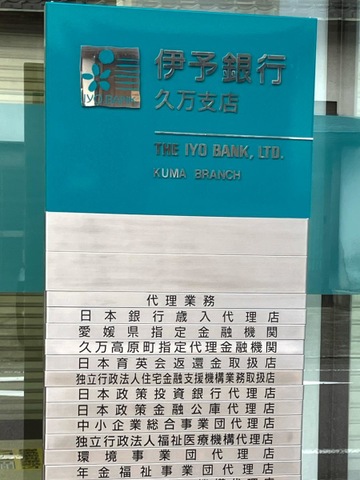 IYO BANK
伊予銀行
久万支店
THE IYO BANK, LTD.
KUMA BRANCH
代理業務
日本銀行歳入代理店
愛媛県指定金融機関
久万高原町指定代理金融機関
日本育英会返還金取扱店
独立行政法人住宅金融支援機構業務取扱店
日本政策投資銀行代理店
日本政策金融公庫代理店
中小企業総合事業団代理店
独立行政法人福祉医療機構代理店
環境事業団代理店
年金福祉事業団代理店